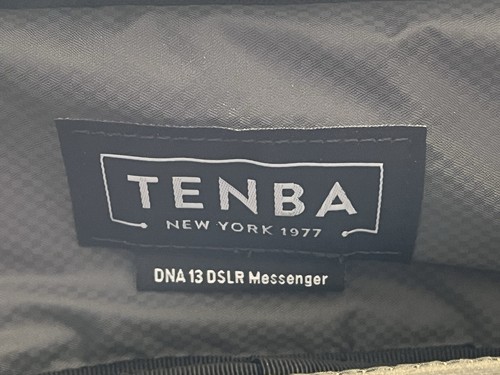 TENBA
NEW YORK 1977
DNA 13 DSLR Messenger